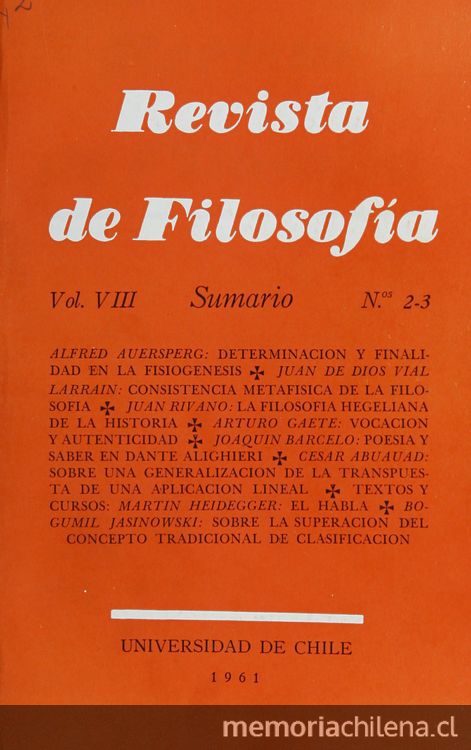 Revista
de Filosofía
Vol. VIII Sumario N.os 2-3
ALFRED AUERSPERG: DETERMINACION Y FINALI-
DAD EN LA FISIOGENESIS ✠ JUAN DE DIOS VIAL
LARRAIN: CONSISTENCIA METAFISICA DE LA FILO-
SOFIA ✠ JUAN RIVANO: LA FILOSOFIA HEGELIANA
DE LA HISTORIA ✠ ARTURO GAETE: VOCACION
Y AUTENTICIDAD ✠ JOAQUIN BARCELO: POESIA Y
SABER EN DANTE ALIGHIERI ✠ CESAR ABUAUAD:
SOBRE UNA GENERALIZACION DE LA TRANSPUES-
TA DE UNA APLICACION LINEAL ✠ TEXTOS Y
CURSOS: MARTIN HEIDEGGER: EL HABLA ✠ BO-
GUMIL JASINOWSKI: SOBRE LA SUPERACION DEL
CONCEPTO TRADICIONAL DE CLASIFICACION
UNIVERSIDAD DE CHILE
1961
memoriachilena.cl